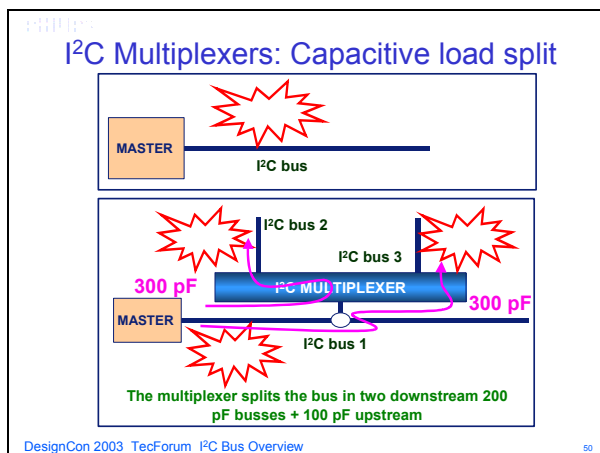 PHILIPS
I²C Multiplexers: Capacitive load split
MASTER
I²C bus
I²C bus 2
I²C bus 3
300 pF
I²C MULTIPLEXER
300 pF
MASTER
I²C bus 1
The multiplexer splits the bus in two downstream 200
pF busses + 100 pF upstream
DesignCon 2003 TecForum I²C Bus Overview
50